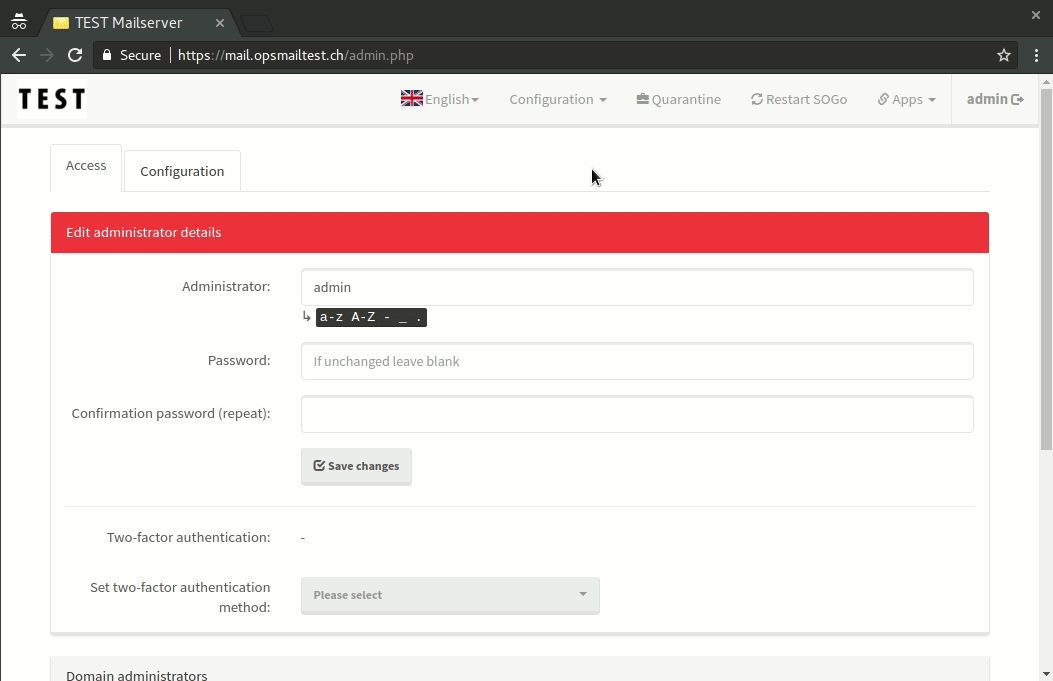 TEST Mailserver
Secure https://mail.opsmailtest.ch/admin.php
TEST English Configuration Quarantine Restart SOGo Apps admin
Access Configuration
Edit administrator details
Administrator: admin
↳ a-z A-Z - _ .
Password: If unchanged leave blank
Confirmation password (repeat):
Save changes
Two-factor authentication: -
Set two-factor authentication
method:
Please select
Domain administrators